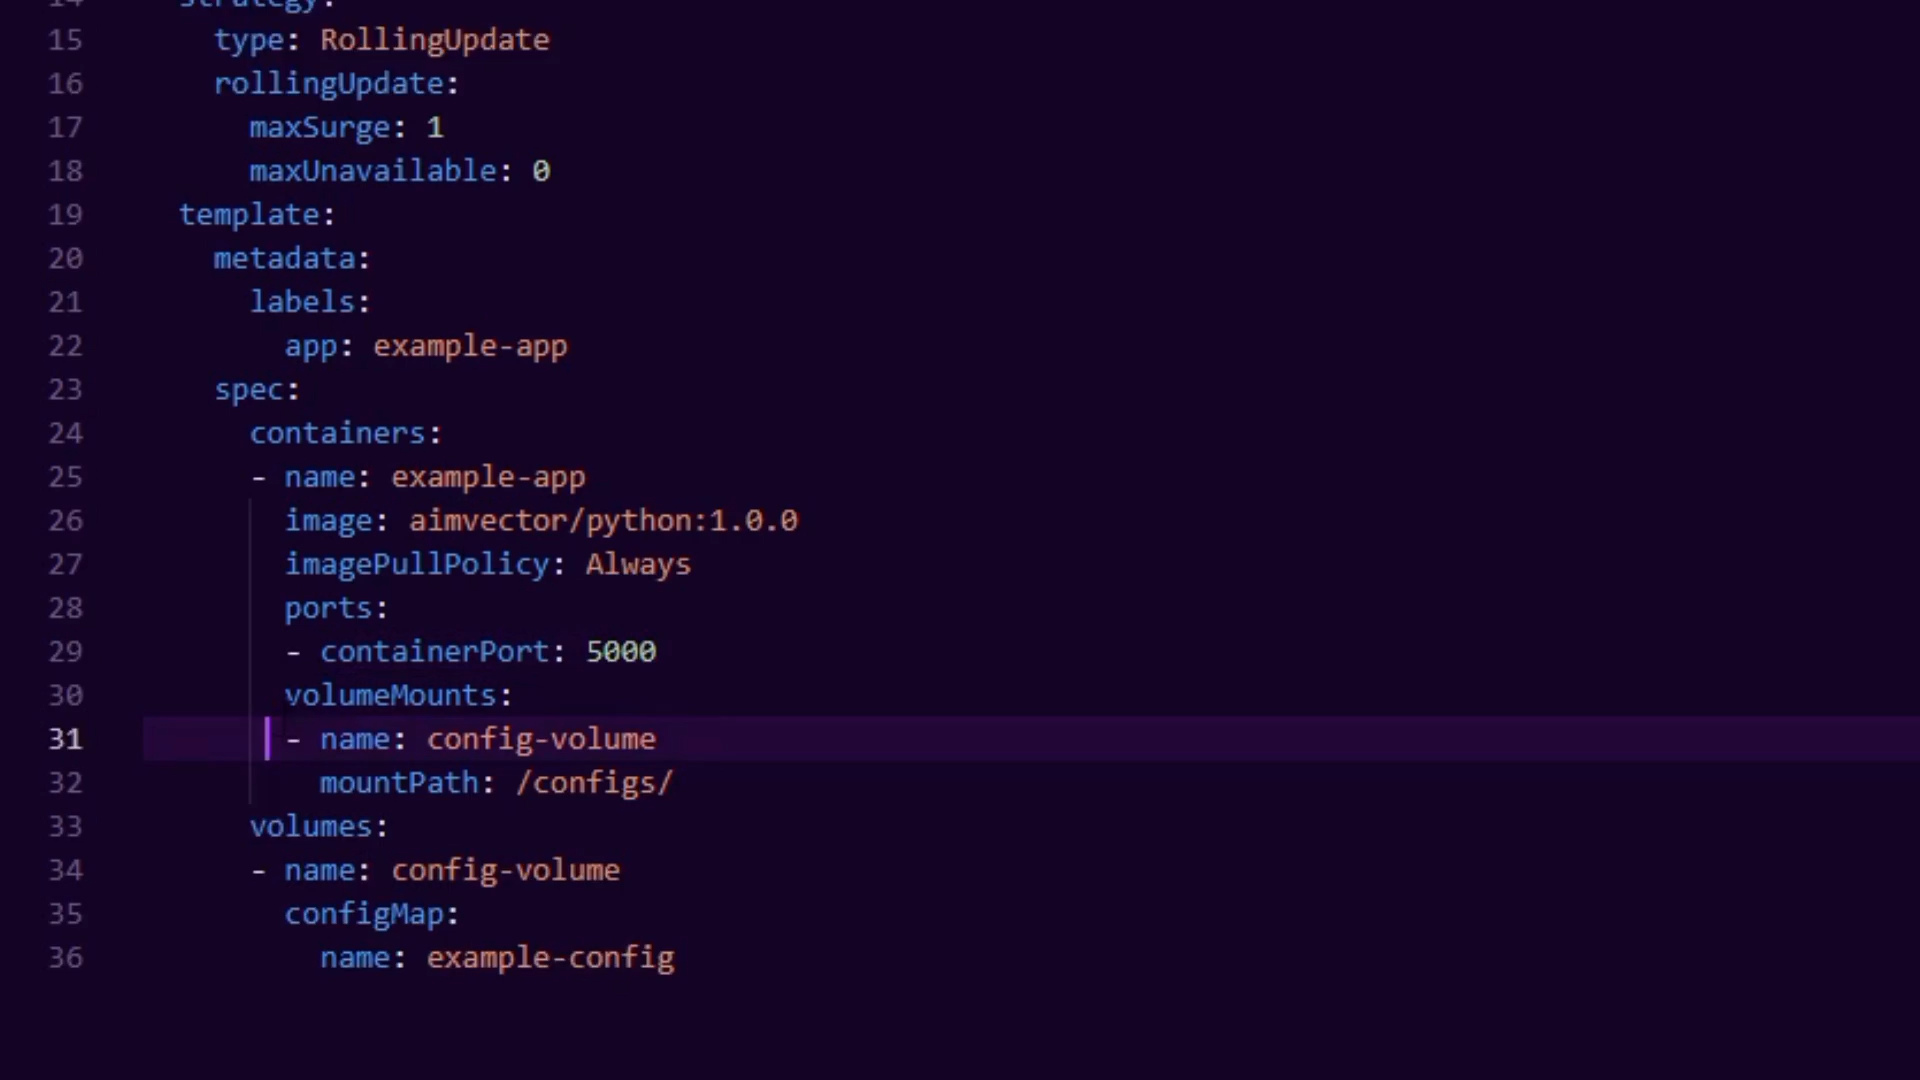 14 strategy:
15 type: RollingUpdate
16 rollingUpdate:
17 maxSurge: 1
18 maxUnavailable: 0
19 template:
20 metadata:
21 labels:
22 app: example-app
23 spec:
24 containers:
25 - name: example-app
26 image: aimvector/python:1.0.0
27 imagePullPolicy: Always
28 ports:
29 - containerPort: 5000
30 volumeMounts:
31 - name: config-volume
32 mountPath: /configs/
33 volumes:
34 - name: config-volume
35 configMap:
36 name: example-config